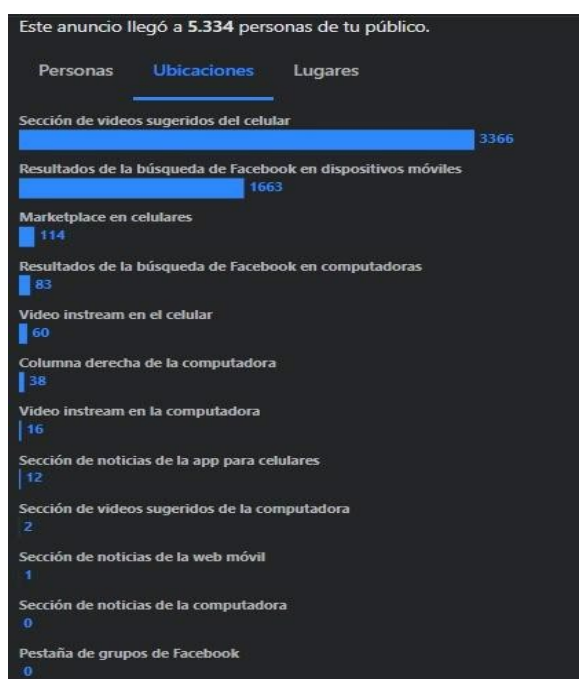 Este anuncio llegó a 5.334 personas de tu público.
Personas Ubicaciones Lugares
Sección de videos sugeridos del celular
3366
Resultados de la búsqueda de Facebook en dispositivos móviles
1663
Marketplace en celulares
114
Resultados de la búsqueda de Facebook en computadoras
83
Video instream en el celular
60
Columna derecha de la computadora
38
Video instream en la computadora
16
Sección de noticias de la app para celulares
12
Sección de videos sugeridos de la computadora
2
Sección de noticias de la web móvil
1
Sección de noticias de la computadora
0
Pestaña de grupos de Facebook
0